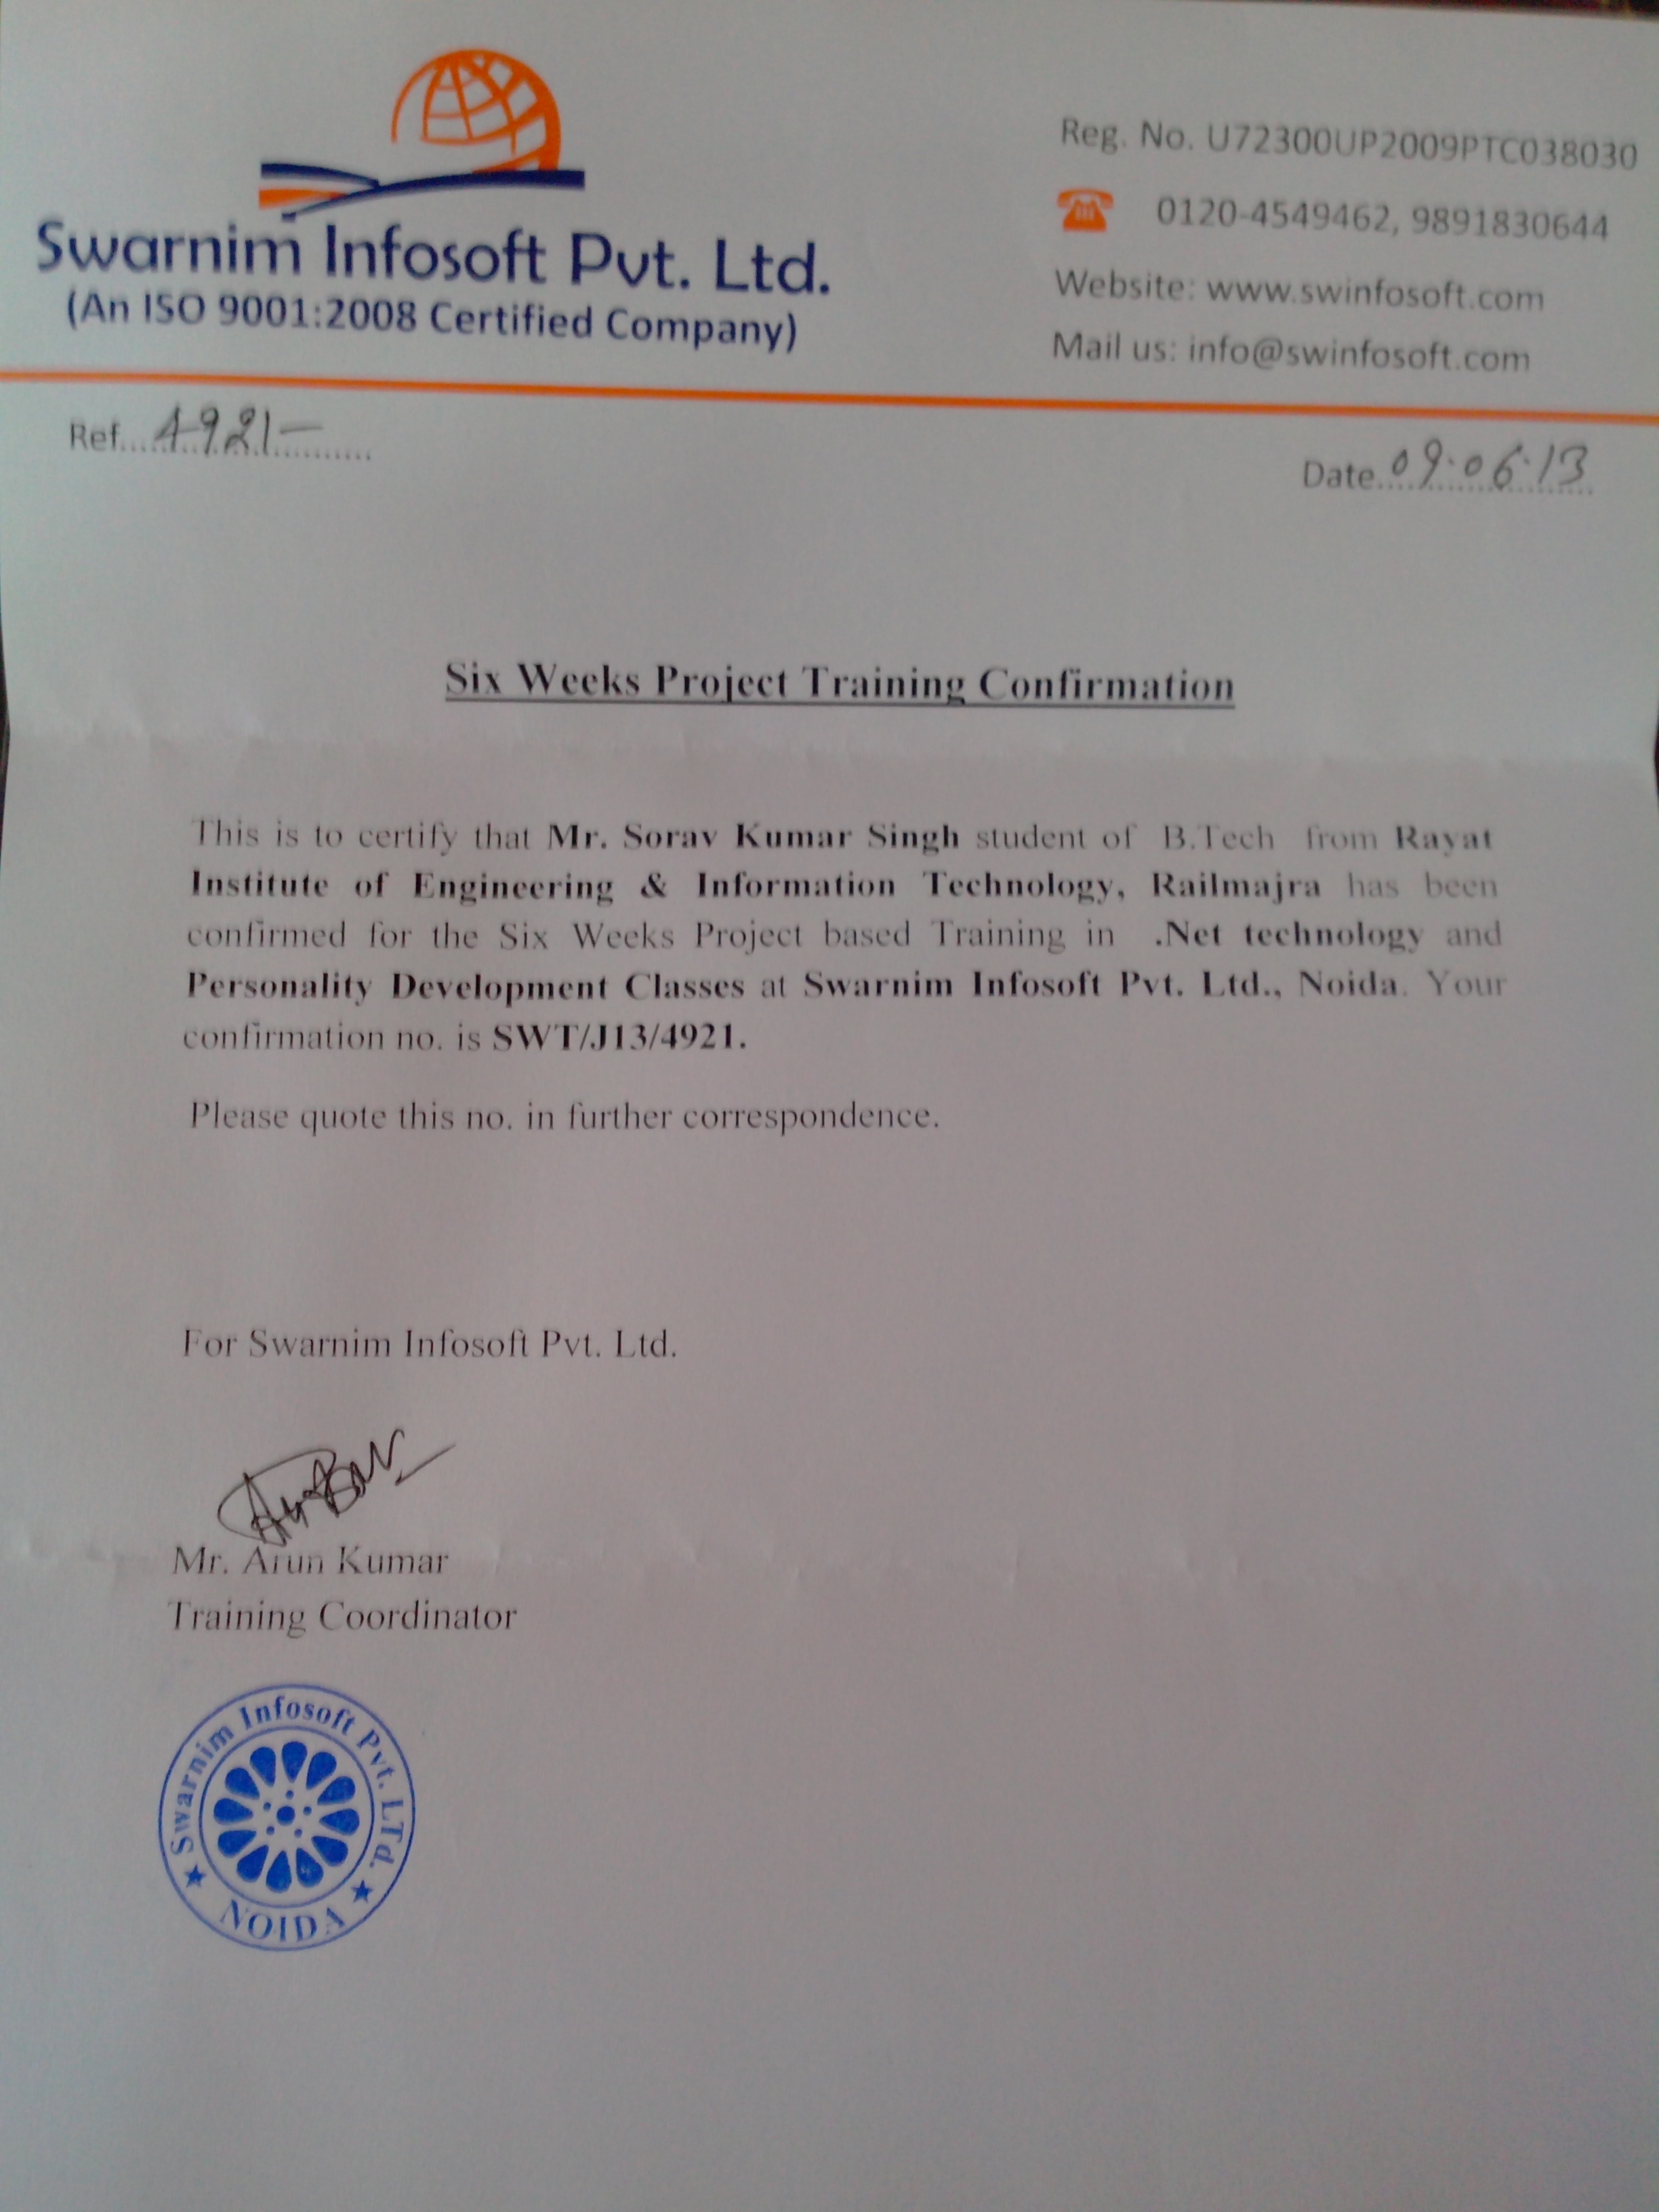 Swarnim Infosoft Pvt. Ltd.
(An ISO 9001:2008 Certified Company)
Reg. No. U72300UP2009PTC038030
0120-4549462, 9891830644
Website: www.swinfosoft.com
Mail us: info@swinfosoft.com
Ref....4921—..........
Date..09.06.13
Six Weeks Project Training Confirmation
This is to certify that Mr. Sorav Kumar Singh student of B.Tech from Rayat
Institute of Engineering & Information Technology, Railmajra has been
confirmed for the Six Weeks Project based Training in .Net technology and
Personality Development Classes at Swarnim Infosoft Pvt. Ltd., Noida. Your
confirmation no. is SWT/J13/4921.
Please quote this no. in further correspondence.
For Swarnim Infosoft Pvt. Ltd.
Mr. Arun Kumar
Training Coordinator
Swarnim Infosoft Pvt. LTd.
★ NOIDA ★